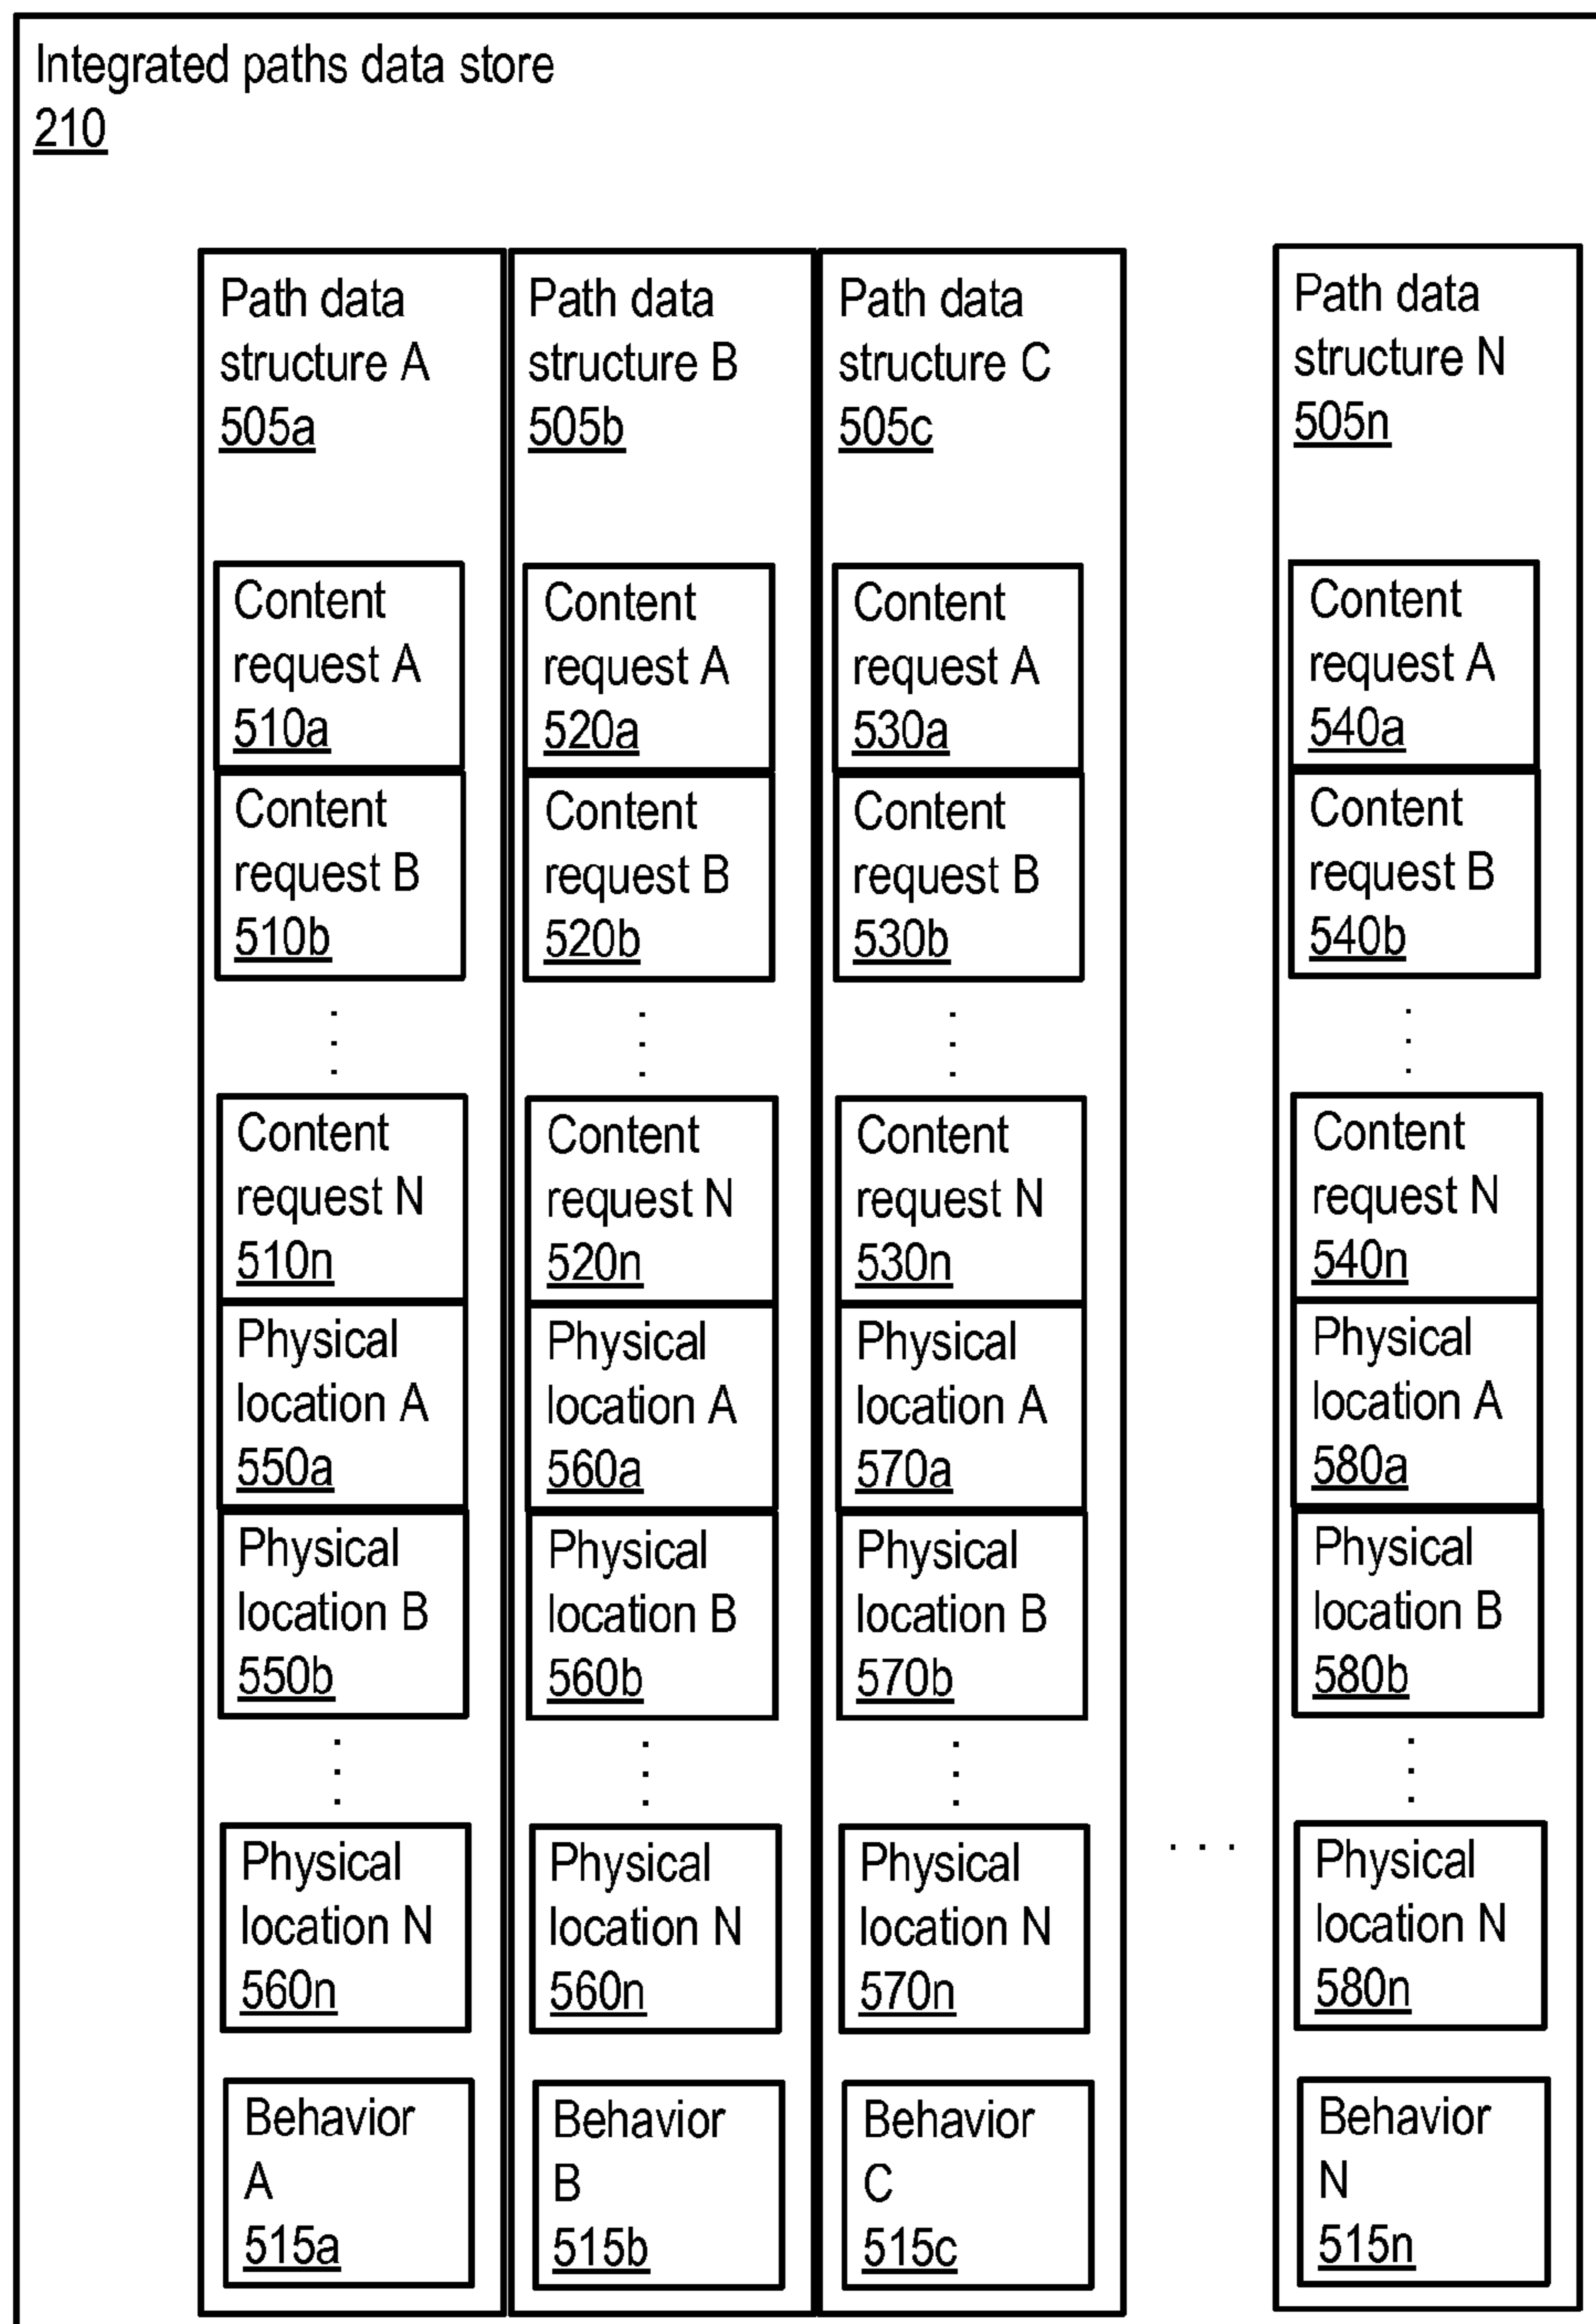 Integrated paths data store
210
Path data
structure A
505a
Content
request A
510a
Content
request B
510b
Content
request N
510n
Physical
location A
550a
Physical
location B
550b
Physical
location N
560n
Behavior
A
515a
Path data
structure B
505b
Content
request A
520a
Content
request B
520b
Content
request N
520n
Physical
location A
560a
Physical
location B
560b
Physical
location N
560n
Behavior
B
515b
Path data
structure C
505c
Content
request A
530a
Content
request B
530b
Content
request N
530n
Physical
location A
570a
Physical
location B
570b
Physical
location N
570n
Behavior
C
515c
. . .
Path data
structure N
505n
Content
request A
540a
Content
request B
540b
Content
request N
540n
Physical
location A
580a
Physical
location B
580b
Physical
location N
580n
Behavior
N
515n